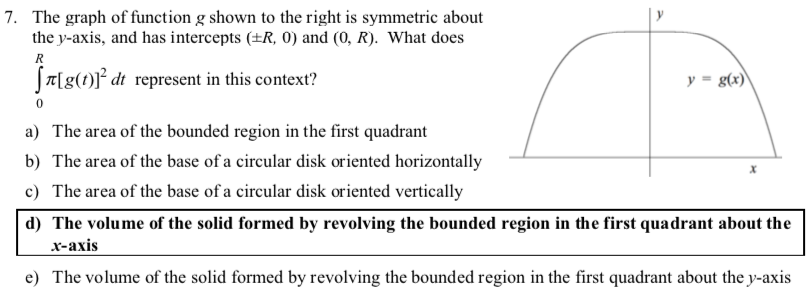 7. The graph of function g shown to the right is symmetric about
the y-axis, and has intercepts (±R, 0) and (0, R). What does
R
∫π[g(t)]² dt represent in this context?
0
a) The area of the bounded region in the first quadrant
b) The area of the base of a circular disk oriented horizontally
c) The area of the base of a circular disk oriented vertically
d) The volume of the solid formed by revolving the bounded region in the first quadrant about the
x-axis
e) The volume of the solid formed by revolving the bounded region in the first quadrant about the y-axis
y
y = g(x)
x